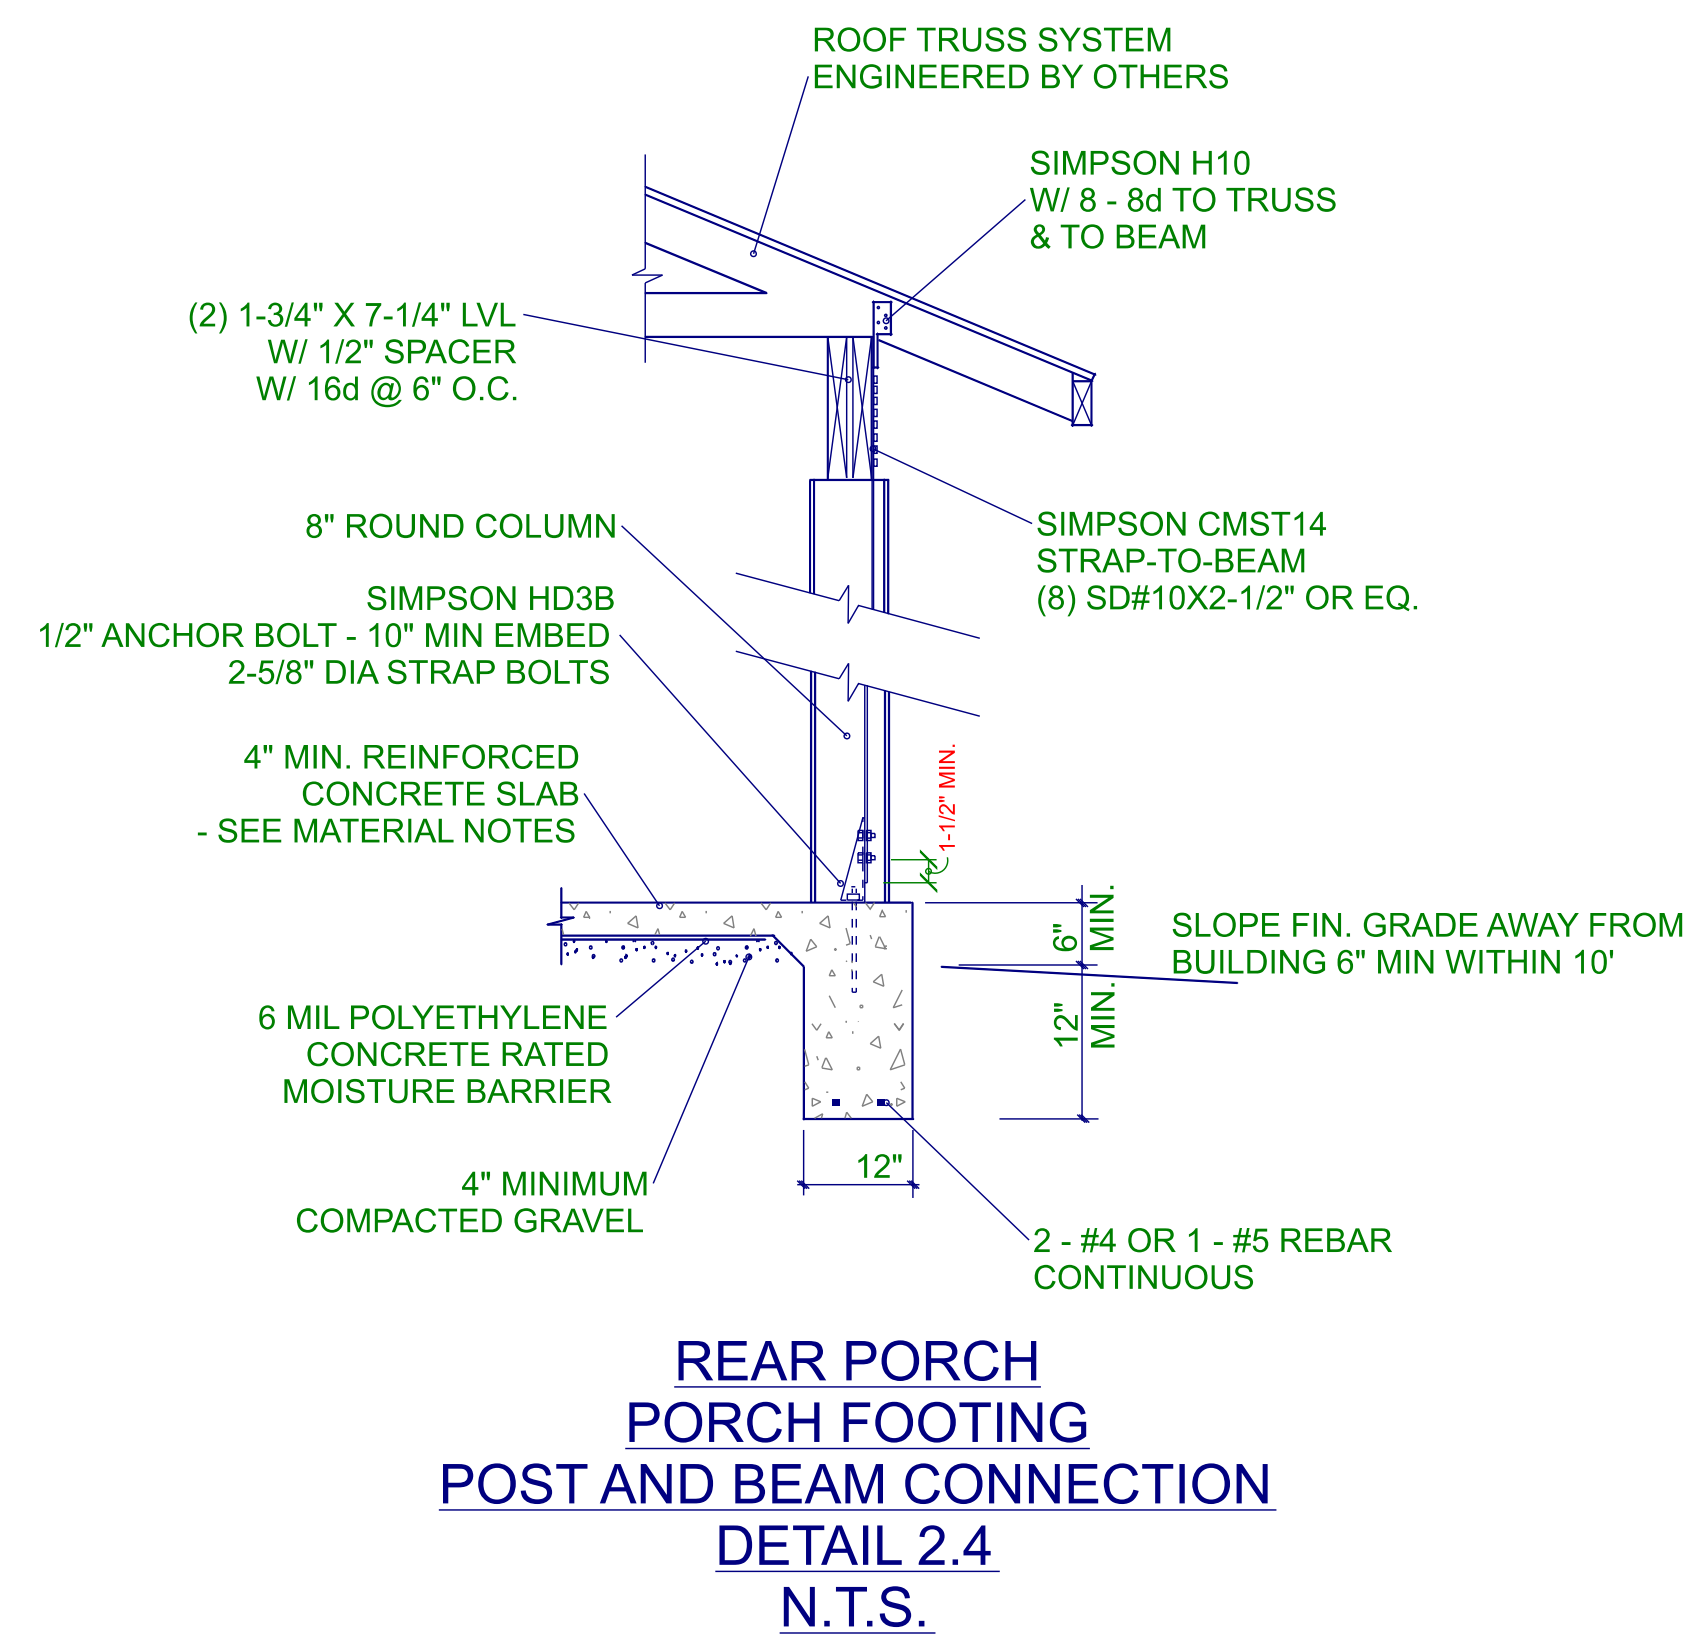 ROOF TRUSS SYSTEM
ENGINEERED BY OTHERS
SIMPSON H10
W/ 8 - 8d TO TRUSS
& TO BEAM
(2) 1-3/4" X 7-1/4" LVL
W/ 1/2" SPACER
W/ 16d @ 6" O.C.
8" ROUND COLUMN
SIMPSON CMST14
STRAP-TO-BEAM
(8) SD#10X2-1/2" OR EQ.
SIMPSON HD3B
1/2" ANCHOR BOLT - 10" MIN EMBED
2-5/8" DIA STRAP BOLTS
4" MIN. REINFORCED
CONCRETE SLAB
- SEE MATERIAL NOTES
1-1/2" MIN.
6"
MIN.
SLOPE FIN. GRADE AWAY FROM
BUILDING 6" MIN WITHIN 10'
12"
MIN.
6 MIL POLYETHYLENE
CONCRETE RATED
MOISTURE BARRIER
12"
4" MINIMUM
COMPACTED GRAVEL
2 - #4 OR 1 - #5 REBAR
CONTINUOUS
REAR PORCH
PORCH FOOTING
POST AND BEAM CONNECTION
DETAIL 2.4
N.T.S.